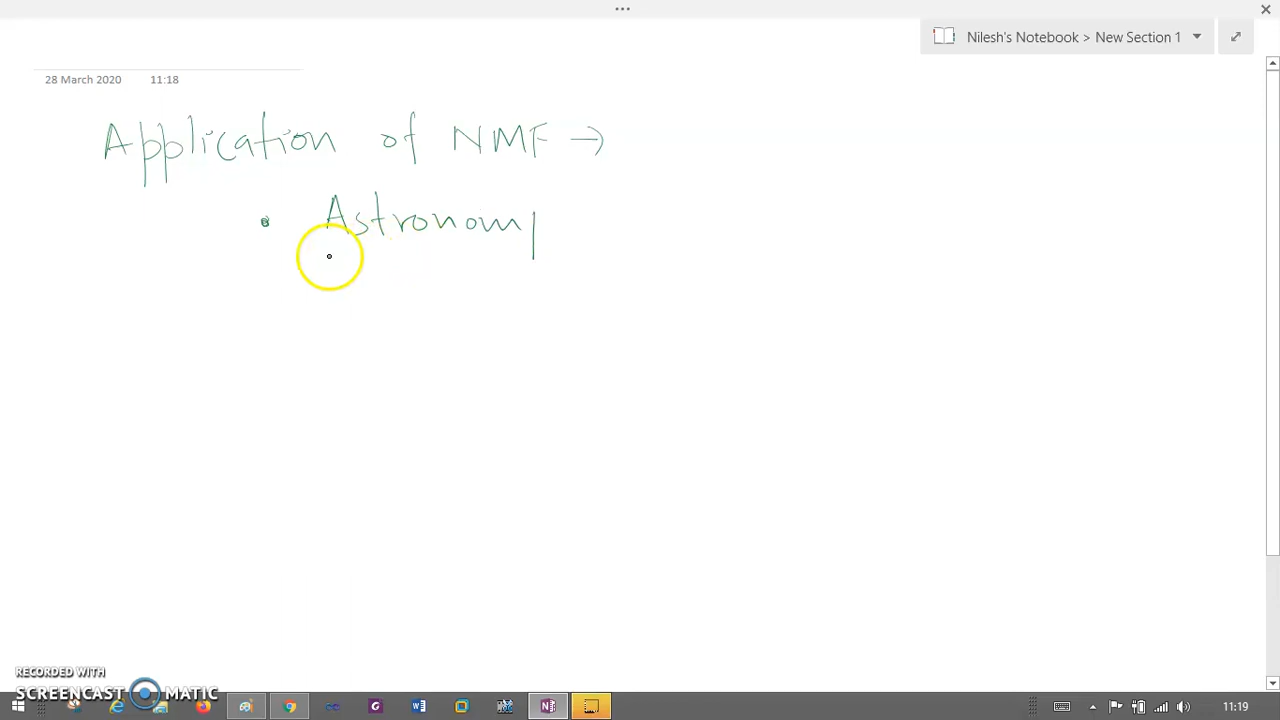 Nilesh's Notebook > New Section 1
28 March 2020 11:18
Application of NMF →
• Astronomy
RECORDED WITH
SCREENCAST MATIC
11:19